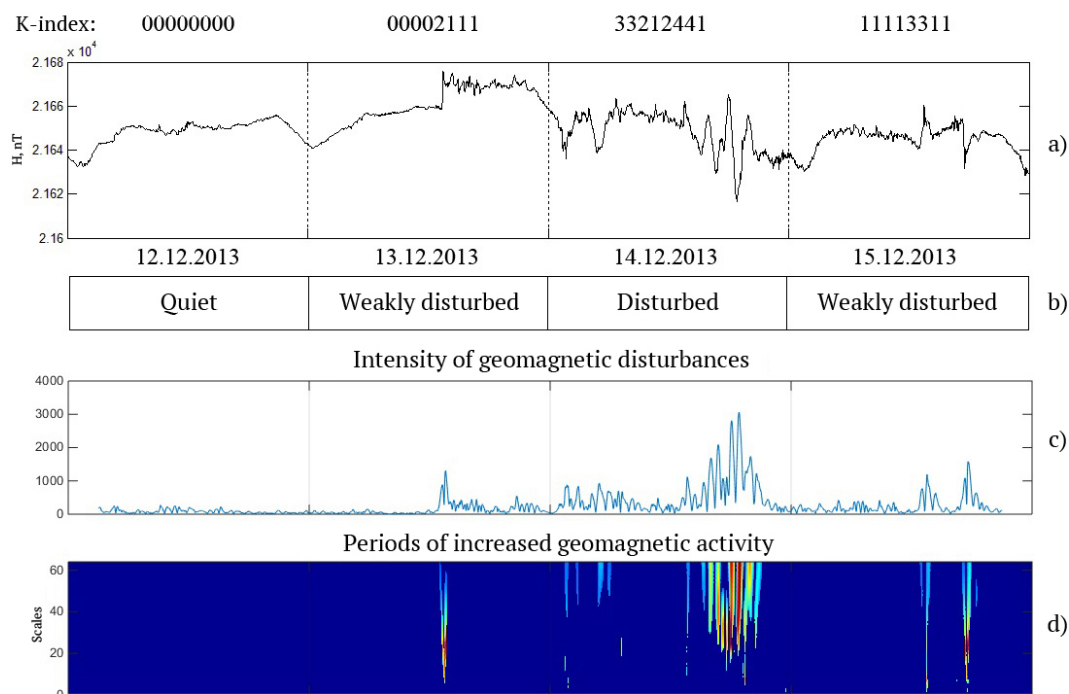 K-index: 00000000 00002111 33212441 11113311
x 10⁴
2.168
2.166
2.164
2.162
2.16
H, nT
a)
12.12.2013 13.12.2013 14.12.2013 15.12.2013
Quiet Weakly disturbed Disturbed Weakly disturbed b)
Intensity of geomagnetic disturbances
4000
3000
2000
1000
0
c)
Periods of increased geomagnetic activity
60
40
20
0
Scales
d)